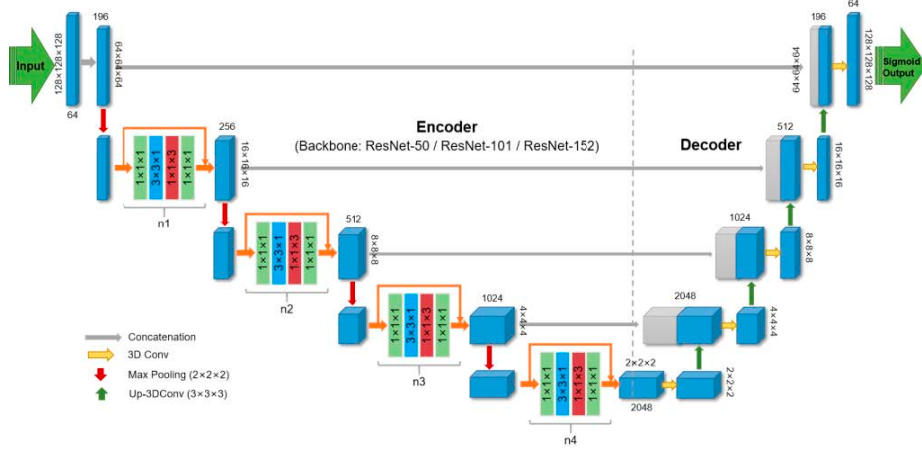 64
196
196
64
Input
128×128×128
64×64×64
64×64×64
128×128×128
Sigmoid
Output
64
256
Encoder
(Backbone: ResNet-50 / ResNet-101 / ResNet-152)
Decoder
512
1×1×1
3×3×1
1×1×3
1×1×1
16×16×16
16×16×16
n1
512
1024
1×1×1
3×3×1
1×1×3
1×1×1
8×8×8
8×8×8
n2
1024
2048
1×1×1
3×3×1
1×1×3
1×1×1
4×4×4
4×4×4
n3
Concatenation
3D Conv
Max Pooling (2×2×2)
Up-3DConv (3×3×3)
1×1×1
3×3×1
1×1×3
1×1×1
2×2×2
2048
2×2×2
n4